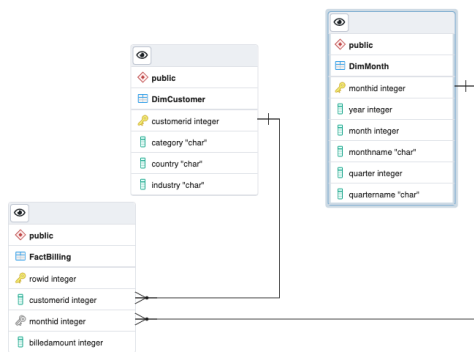 public
DimMonth
monthid integer
year integer
month integer
monthname "char"
quarter integer
quartername "char"
public
DimCustomer
customerid integer
category "char"
country "char"
industry "char"
public
FactBilling
rowid integer
customerid integer
monthid integer
billedamount integer